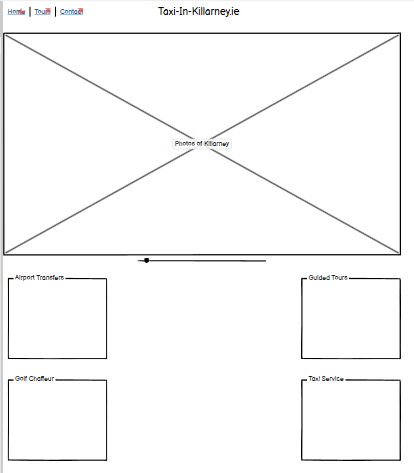 Home | Tours | Contact
Taxi-In-Killarney.ie
Photos of Killarney
Airport Transfers
Guided Tours
Golf Chaffeur
Taxi Service